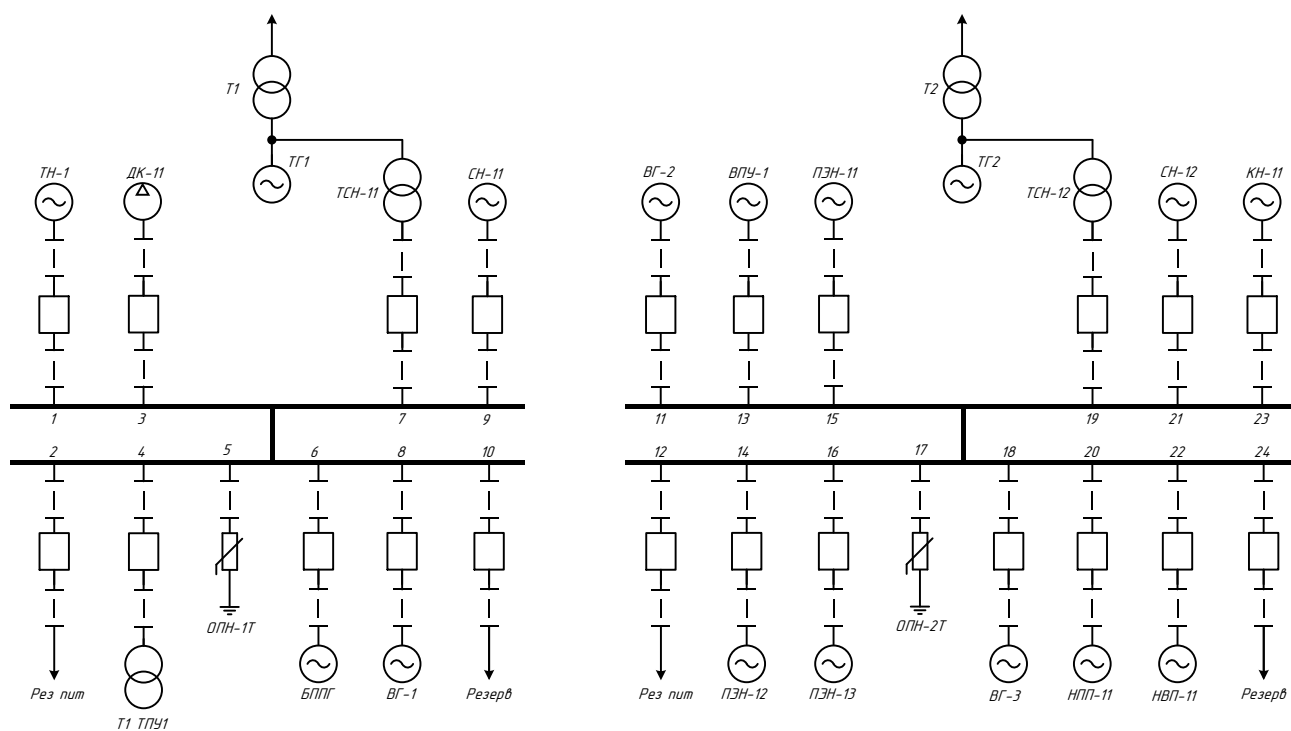 Т1
Т2
ТН-1
ДК-11
ТГ1
ТСН-11
СН-11
ВГ-2
ВПУ-1
ПЭН-11
ТГ2
ТСН-12
СН-12
КН-11
1
3
7
9
11
13
15
19
21
23
2
4
5
6
8
10
12
14
16
17
18
20
22
24
ОПН-1Т
ОПН-2Т
Рез пит
Т1 ТПУ1
БППГ
ВГ-1
Резерв
Рез пит
ПЭН-12
ПЭН-13
ВГ-3
НПП-11
НВП-11
Резерв